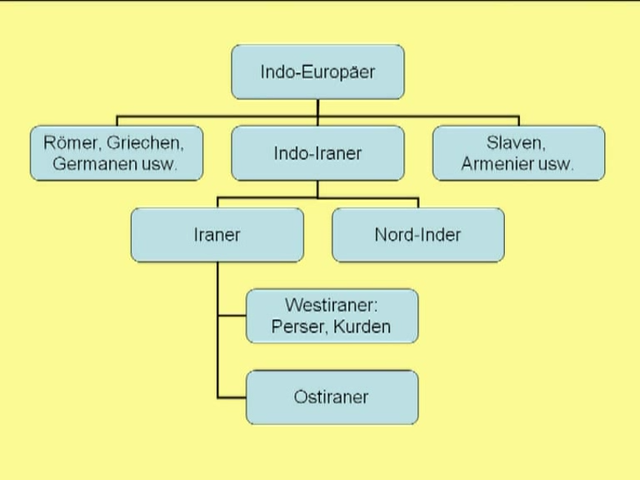 Indo-Europäer
Römer, Griechen,
Germanen usw.
Indo-Iraner
Slaven,
Armenier usw.
Iraner
Nord-Inder
Westiraner:
Perser, Kurden
Ostiraner